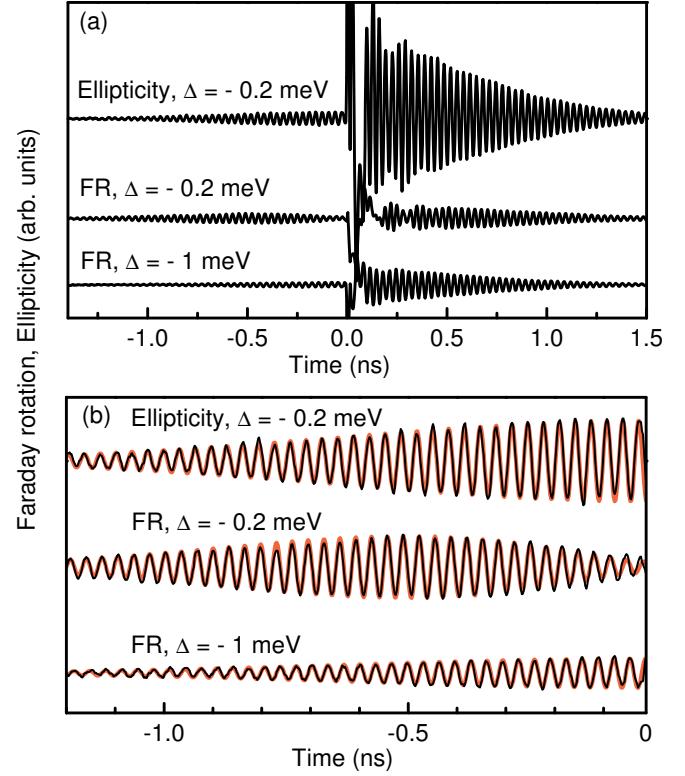 Faraday rotation, Ellipticity (arb. units)
(a)
Ellipticity, Δ = - 0.2 meV
FR, Δ = - 0.2 meV
FR, Δ = - 1 meV
-1.0 -0.5 0.0 0.5 1.0 1.5
Time (ns)
(b)
Ellipticity, Δ = - 0.2 meV
FR, Δ = - 0.2 meV
FR, Δ = - 1 meV
-1.0 -0.5 0
Time (ns)